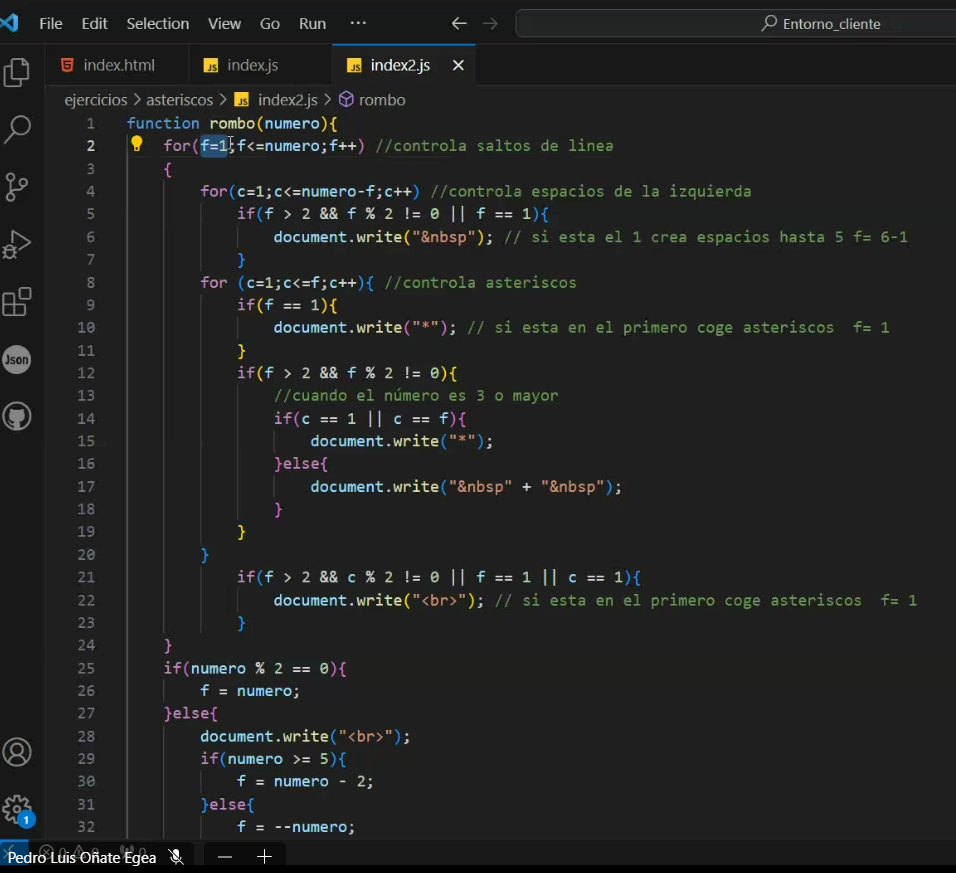 File Edit Selection View Go Run ··· ← → Entorno_cliente
index.html JS index.js JS index2.js ×
ejercicios > asteriscos > JS index2.js > rombo
1 function rombo(numero){
2 for(f=1;f<=numero;f++) //controla saltos de linea
3 {
4 for(c=1;c<=numero-f;c++) //controla espacios de la izquierda
5 if(f > 2 && f % 2 != 0 || f == 1){
6 document.write("&nbsp"); // si esta el 1 crea espacios hasta 5 f= 6-1
7 }
8 for (c=1;c<=f;c++){ //controla asteriscos
9 if(f == 1){
10 document.write("*"); // si esta en el primero coge asteriscos  f= 1
11 }
12 if(f > 2 && f % 2 != 0){
13 //cuando el número es 3 o mayor
14 if(c == 1 || c == f){
15 document.write("*");
16 }else{
17 document.write("&nbsp" + "&nbsp");
18 }
19 }
20 }
21 if(f > 2 && c % 2 != 0 || f == 1 || c == 1){
22 document.write("<br>"); // si esta en el primero coge asteriscos  f= 1
23 }
24 }
25 if(numero % 2 == 0){
26 f = numero;
27 }else{
28 document.write("<br>");
29 if(numero >= 5){
30 f = numero - 2;
31 }else{
32 f = --numero;
Json
1
Pedro Luis Oñate Egea